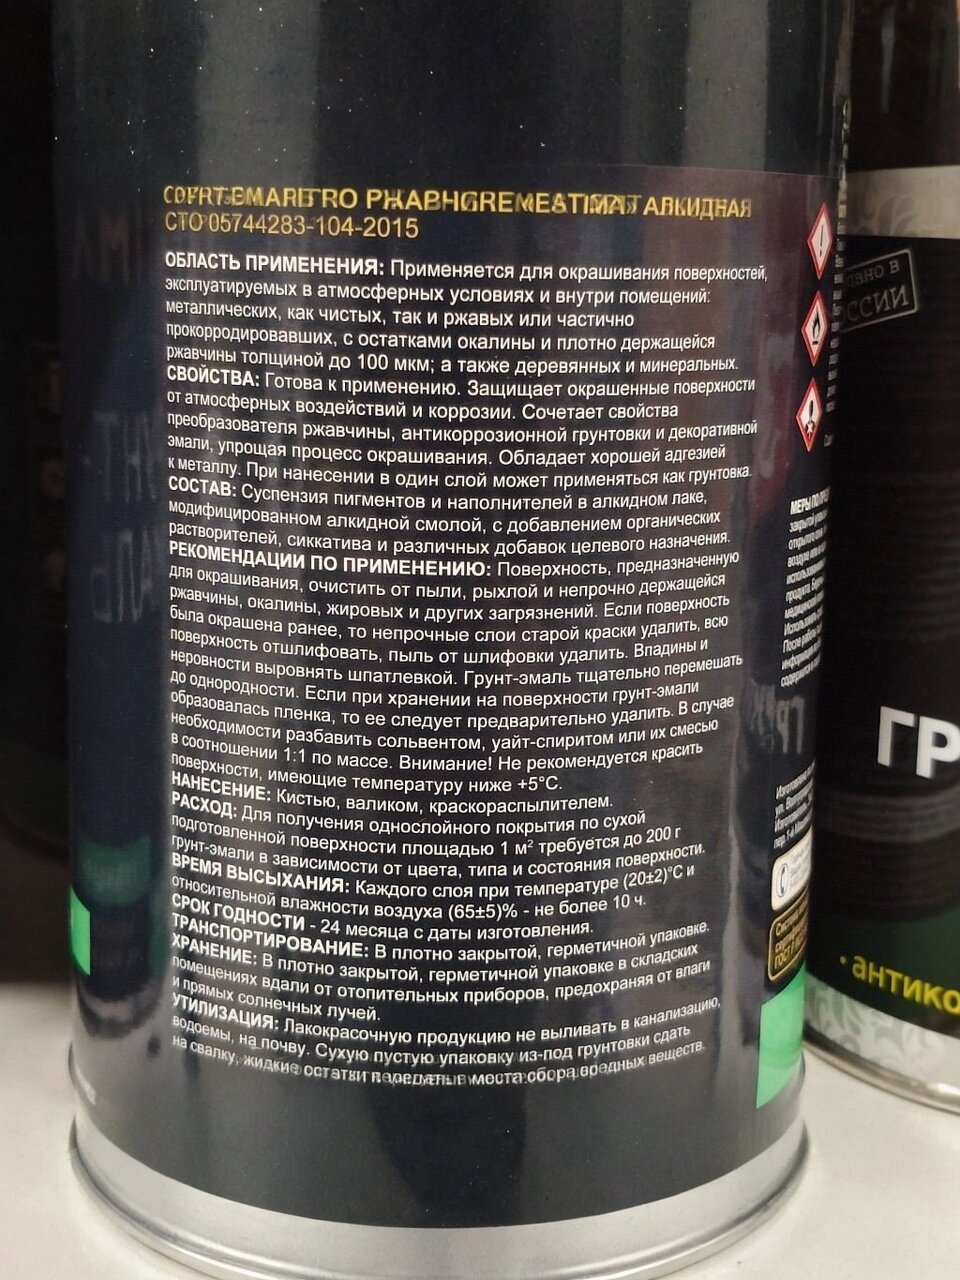 АЛКИДНАЯ
СТО 05744283-104-2015
ОБЛАСТЬ ПРИМЕНЕНИЯ: Применяется для окрашивания поверхностей,
эксплуатируемых в атмосферных условиях и внутри помещений:
металлических, как чистых, так и ржавых или частично
прокорродировавших, с остатками окалины и плотно держащейся
ржавчины толщиной до 100 мкм; а также деревянных и минеральных.
СВОЙСТВА: Готова к применению. Защищает окрашенные поверхности
от атмосферных воздействий и коррозии. Сочетает свойства
преобразователя ржавчины, антикоррозионной грунтовки и декоративной
эмали, упрощая процесс окрашивания. Обладает хорошей адгезией
к металлу. При нанесении в один слой может применяться как грунтовка.
СОСТАВ: Суспензия пигментов и наполнителей в алкидном лаке,
модифицированном алкидной смолой, с добавлением органических
растворителей, сиккатива и различных добавок целевого назначения.
РЕКОМЕНДАЦИИ ПО ПРИМЕНЕНИЮ: Поверхность, предназначенную
для окрашивания, очистить от пыли, рыхлой и непрочно держащейся
ржавчины, окалины, жировых и других загрязнений. Если поверхность
была окрашена ранее, то непрочные слои старой краски удалить, всю
поверхность отшлифовать, пыль от шлифовки удалить. Впадины и
неровности выровнять шпатлевкой. Грунт-эмаль тщательно перемешать
до однородности. Если при хранении на поверхности грунт-эмали
образовалась пленка, то ее следует предварительно удалить. В случае
необходимости разбавить сольвентом, уайт-спиритом или их смесью
в соотношении 1:1 по массе. Внимание! Не рекомендуется красить
поверхности, имеющие температуру ниже +5°С.
НАНЕСЕНИЕ: Кистью, валиком, краскораспылителем.
РАСХОД: Для получения однослойного покрытия по сухой
подготовленной поверхности площадью 1 м² требуется до 200 г
грунт-эмали в зависимости от цвета, типа и состояния поверхности.
ВРЕМЯ ВЫСЫХАНИЯ: Каждого слоя при температуре (20±2)°С и
относительной влажности воздуха (65±5)% - не более 10 ч.
СРОК ГОДНОСТИ - 24 месяца с даты изготовления.
ТРАНСПОРТИРОВАНИЕ: В плотно закрытой, герметичной упаковке.
ХРАНЕНИЕ: В плотно закрытой, герметичной упаковке в складских
помещениях вдали от отопительных приборов, предохраняя от влаги
и прямых солнечных лучей.
УТИЛИЗАЦИЯ: Лакокрасочную продукцию не выливать в канализацию,
водоемы, на почву. Сухую пустую упаковку из-под грунтовки сдать
на свалку, жидкие остатки передать в места сбора вредных веществ.
МЕРЫ ПО
ГР
• антико